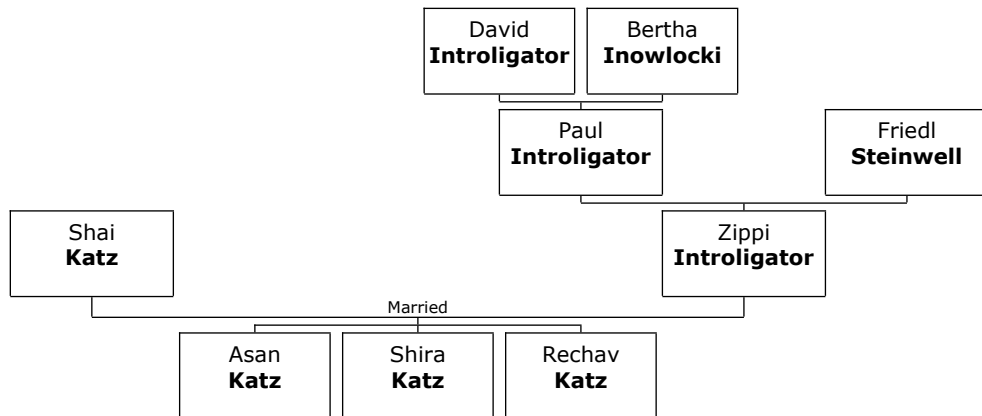 David
Introligator
Bertha
Inowlocki
Paul
Introligator
Friedl
Steinwell
Shai
Katz
Zippi
Introligator
Married
Asan
Katz
Shira
Katz
Rechav
Katz